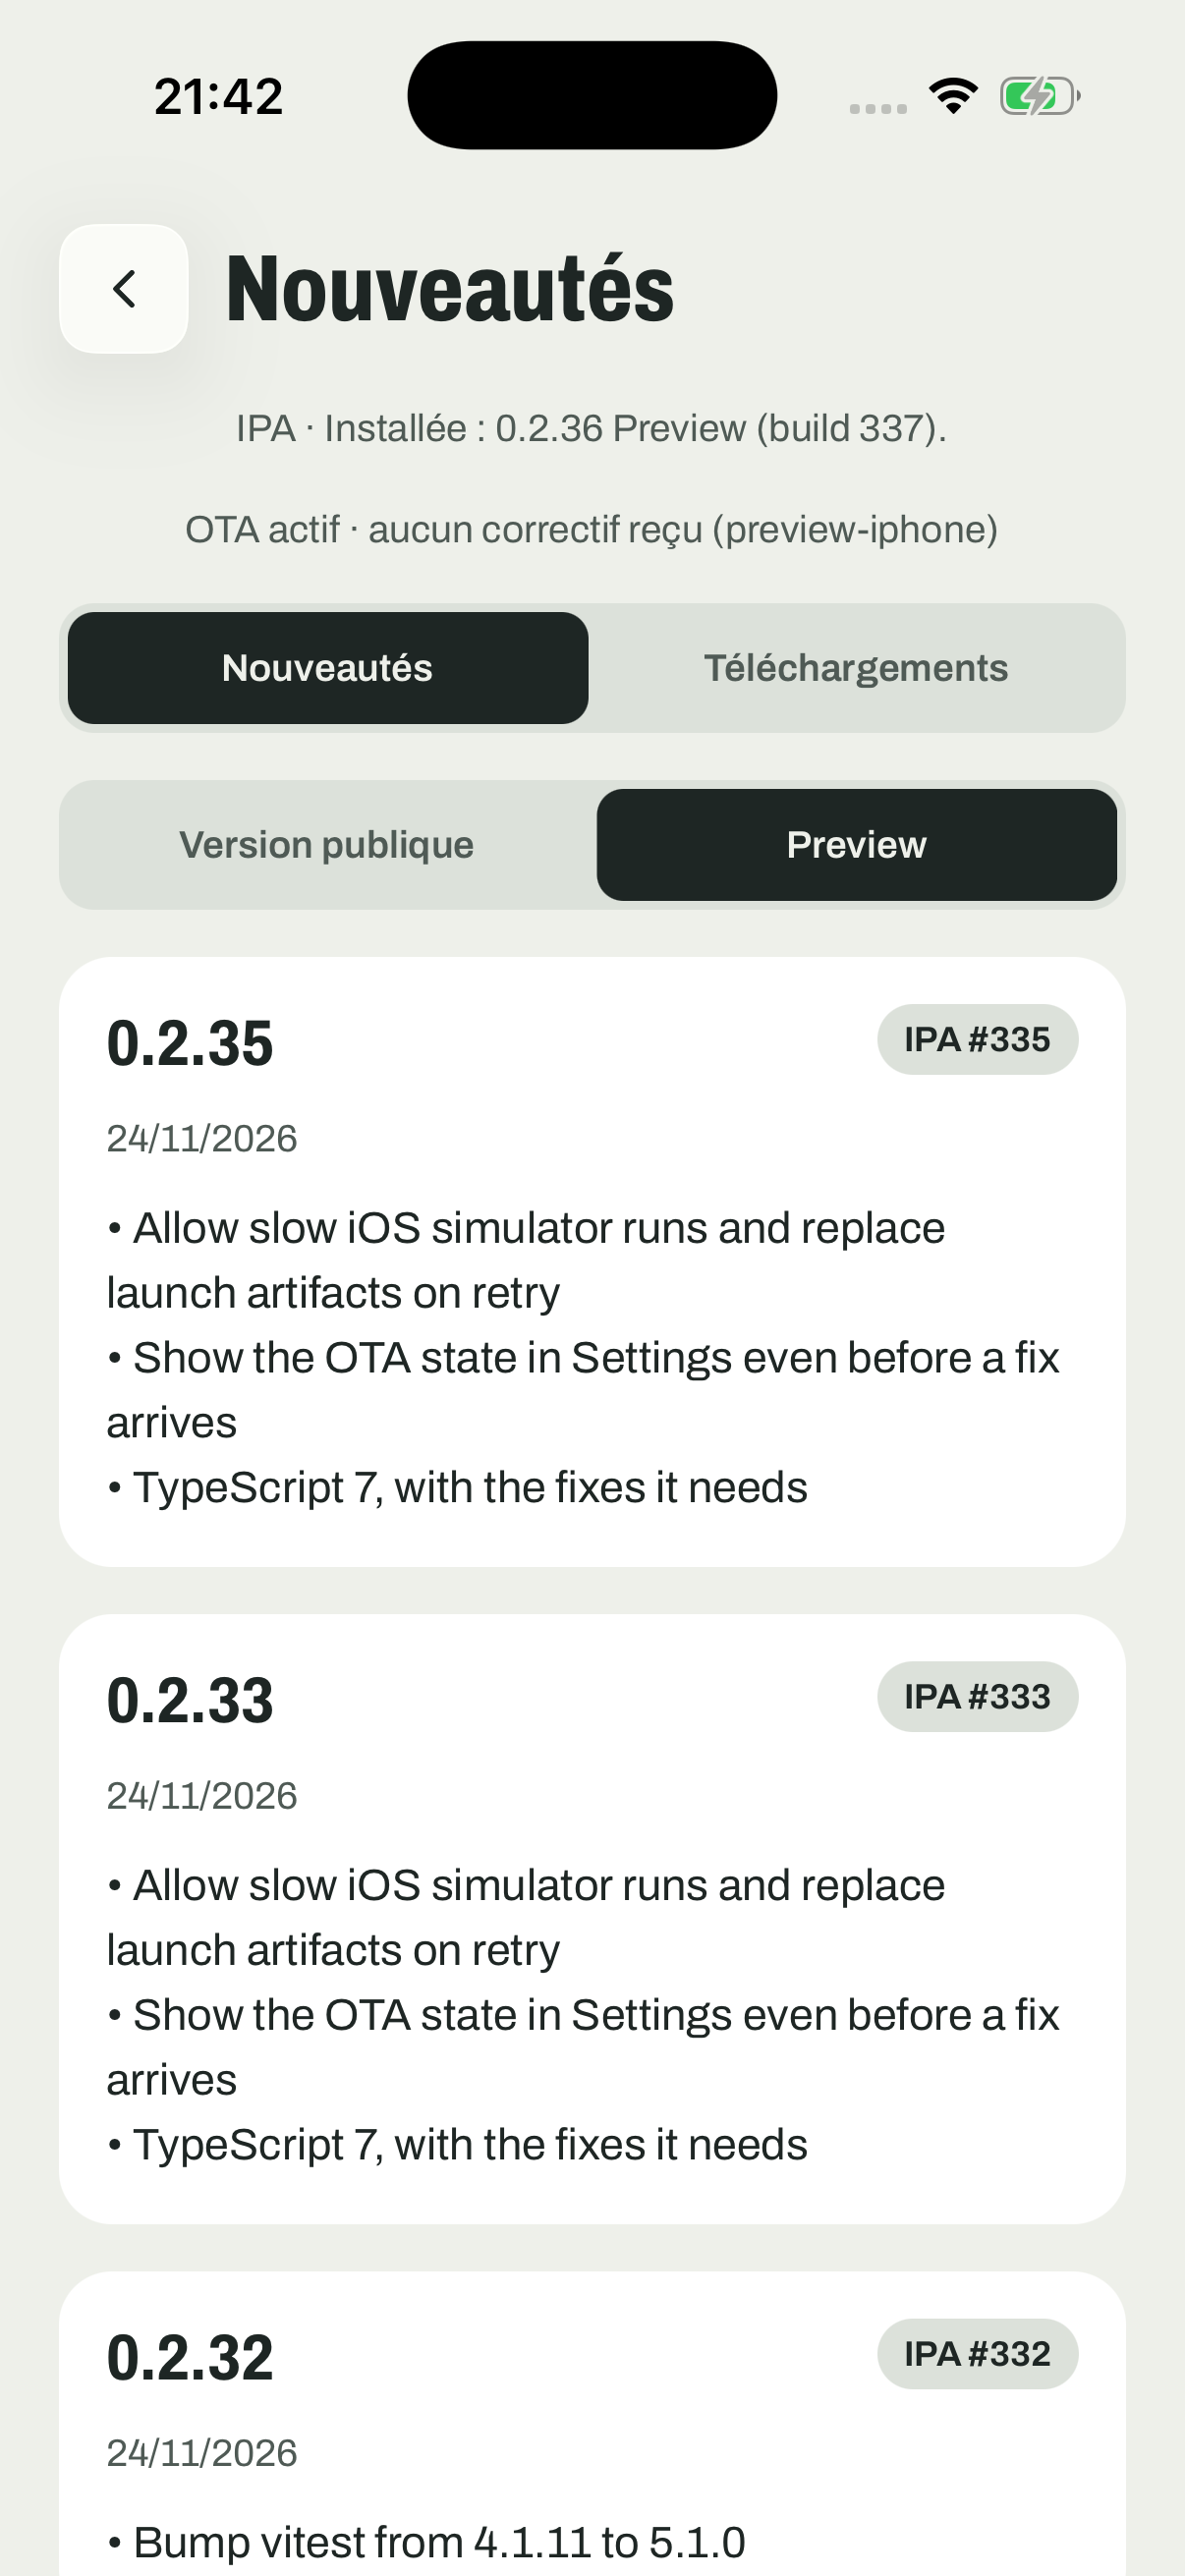 21:42
Nouveautés
IPA · Installée : 0.2.36 Preview (build 337).
OTA actif · aucun correctif reçu (preview-iphone)
Nouveautés
Téléchargements
Version publique
Preview
0.2.35
IPA #335
24/11/2026
• Allow slow iOS simulator runs and replace
launch artifacts on retry
• Show the OTA state in Settings even before a fix
arrives
• TypeScript 7, with the fixes it needs
0.2.33
IPA #333
24/11/2026
• Allow slow iOS simulator runs and replace
launch artifacts on retry
• Show the OTA state in Settings even before a fix
arrives
• TypeScript 7, with the fixes it needs
0.2.32
IPA #332
24/11/2026
• Bump vitest from 4.1.11 to 5.1.0